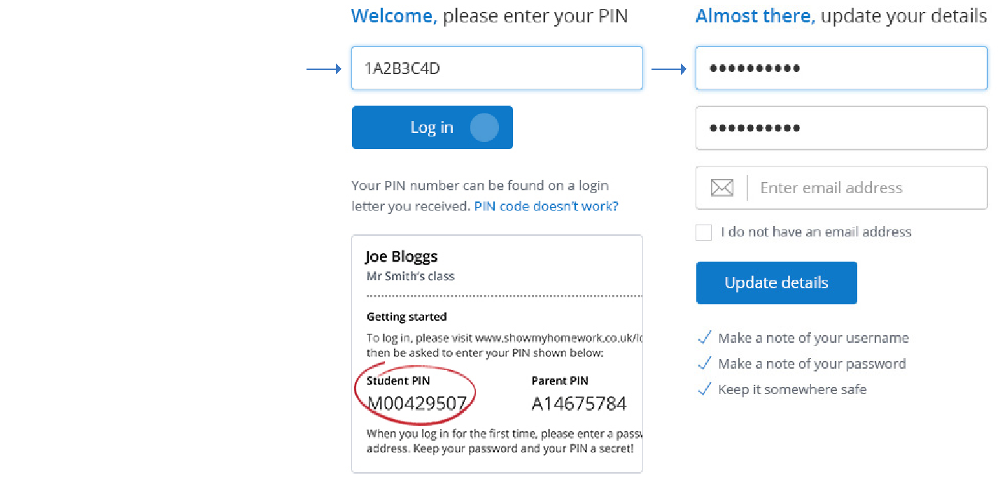 Welcome, please enter your PIN
1A2B3C4D
Log in
Your PIN number can be found on a login
letter you received. PIN code doesn't work?
Joe Bloggs
Mr Smith's class
Getting started
To log in, please visit www.showmyhomework.co.uk/lo
then be asked to enter your PIN shown below:
Student PIN
Parent PIN
M00429507
A14675784
When you log in for the first time, please enter a passw
address. Keep your password and your PIN a secret!
Almost there, update your details
••••••••••
••••••••••
Enter email address
I do not have an email address
Update details
Make a note of your username
Make a note of your password
Keep it somewhere safe